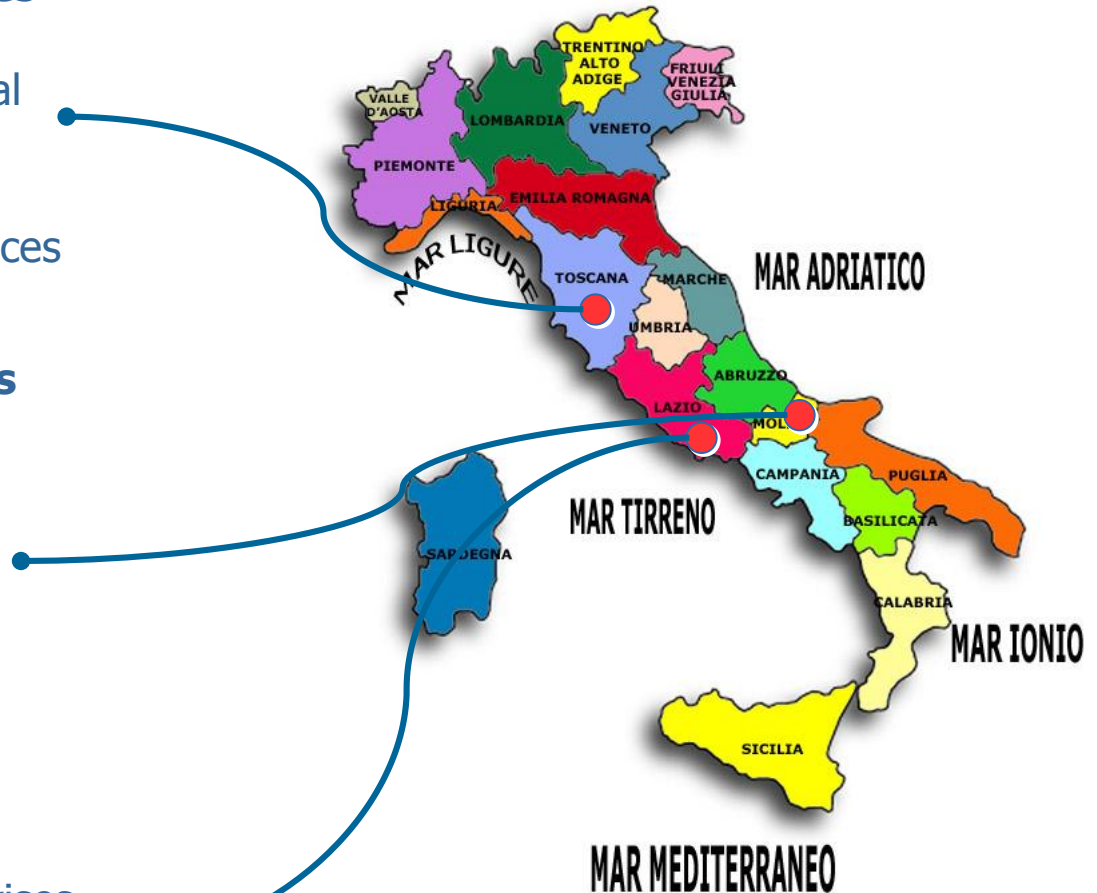 al
ces
s
TRENTINO
ALTO
ADIGE
FRIULI
VENEZIA
GIULIA
VALLE
D'AOSTA
LOMBARDIA
VENETO
PIEMONTE
EMILIA ROMAGNA
LIGURIA
MAR LIGURE
TOSCANA
MARCHE
MAR ADRIATICO
UMBRIA
ABRUZZO
LAZIO
MOL
CAMPANIA
PUGLIA
MAR TIRRENO
BASILICATA
SARDEGNA
CALABRIA
MAR IONIO
SICILIA
MAR MEDITERRANEO